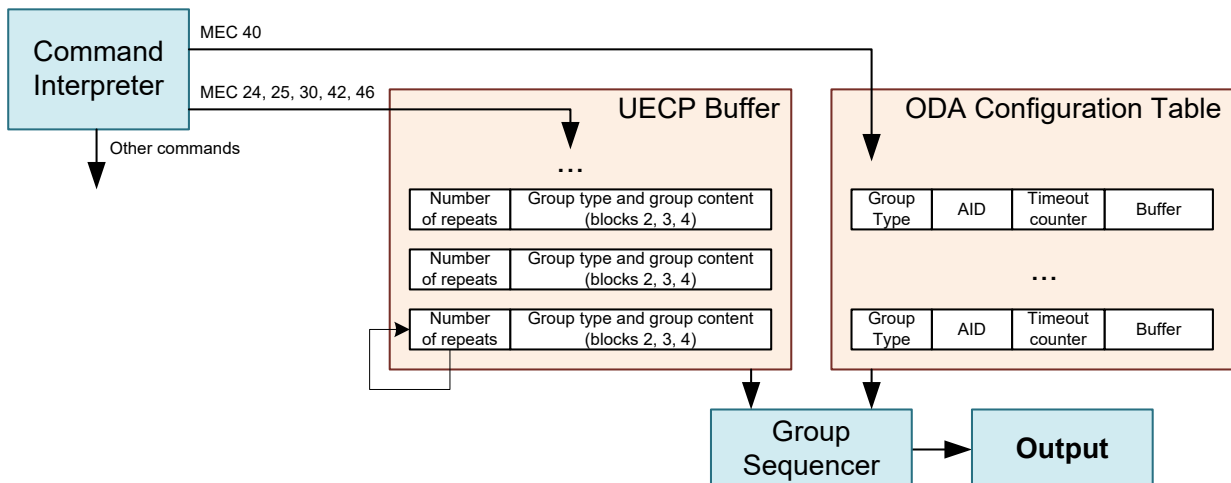 Command
Interpreter
MEC 40
MEC 24, 25, 30, 42, 46
Other commands
UECP Buffer
...
Number
of repeats
Group type and group content
(blocks 2, 3, 4)
Number
of repeats
Group type and group content
(blocks 2, 3, 4)
Number
of repeats
Group type and group content
(blocks 2, 3, 4)
ODA Configuration Table
Group
Type
AID
Timeout
counter
Buffer
...
Group
Type
AID
Timeout
counter
Buffer
Group
Sequencer
Output